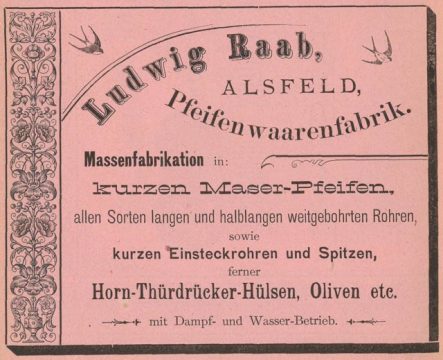 Ludwig Raab,
ALSFELD,
Pfeifenwaarenfabrik.
Massenfabrikation in:
kurzen Maser-Pfeifen,
allen Sorten langen und halblangen weitgebohrten Rohren,
sowie
kurzen Einsteckrohren und Spitzen,
ferner
Horn-Thürdrücker-Hülsen, Oliven etc.
mit Dampf- und Wasser-Betrieb.